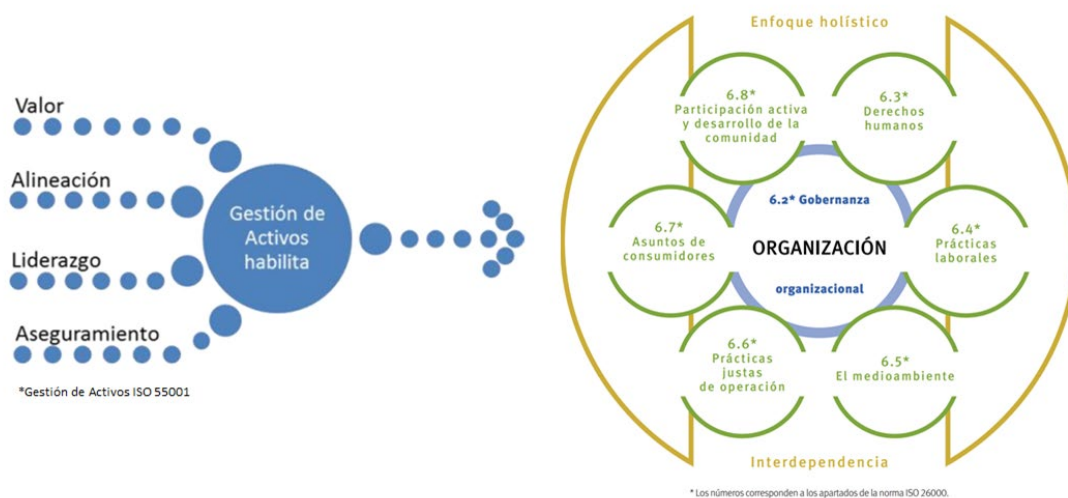 Valor
Alineación
Liderazgo
Aseguramiento
Gestión de
Activos
habilita
*Gestión de Activos ISO 55001
Enfoque holístico
6.8*
Participación activa
y desarrollo de la
comunidad
6.3*
Derechos
humanos
6.7*
Asuntos de
consumidores
6.2* Gobernanza
ORGANIZACIÓN
organizacional
6.4*
Prácticas
laborales
6.6*
Prácticas
justas
de operación
6.5*
El medioambiente
Interdependencia
* Los números corresponden a los apartados de la norma ISO 26000.